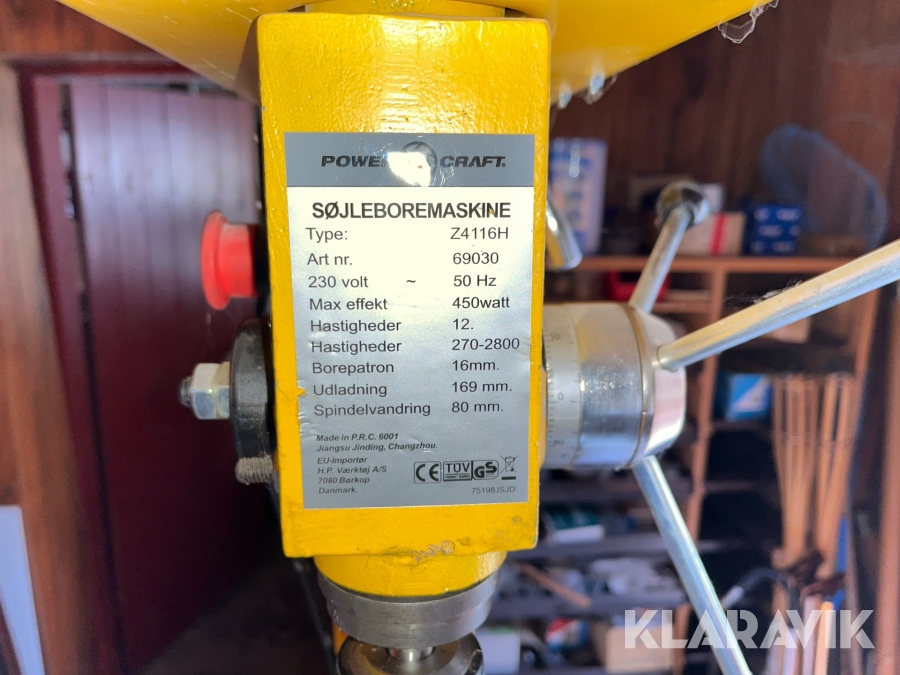 POWER CRAFT.
SØJLEBOREMASKINE
Type: Z4116H
Art nr. 69030
230 volt ~ 50 Hz
Max effekt 450watt
Hastigheder 12.
Hastigheder 270-2800
Borepatron 16mm.
Udladning 169 mm.
Spindelvandring 80 mm.
Made in P.R.C. 6001
Jiangsu Jinding, Changzhou.
EU-Importør
H.P. Værktøj A/S
7080 Børkop
Danmark.
CE TÜV GS
75198JSJD
KLARAVIK